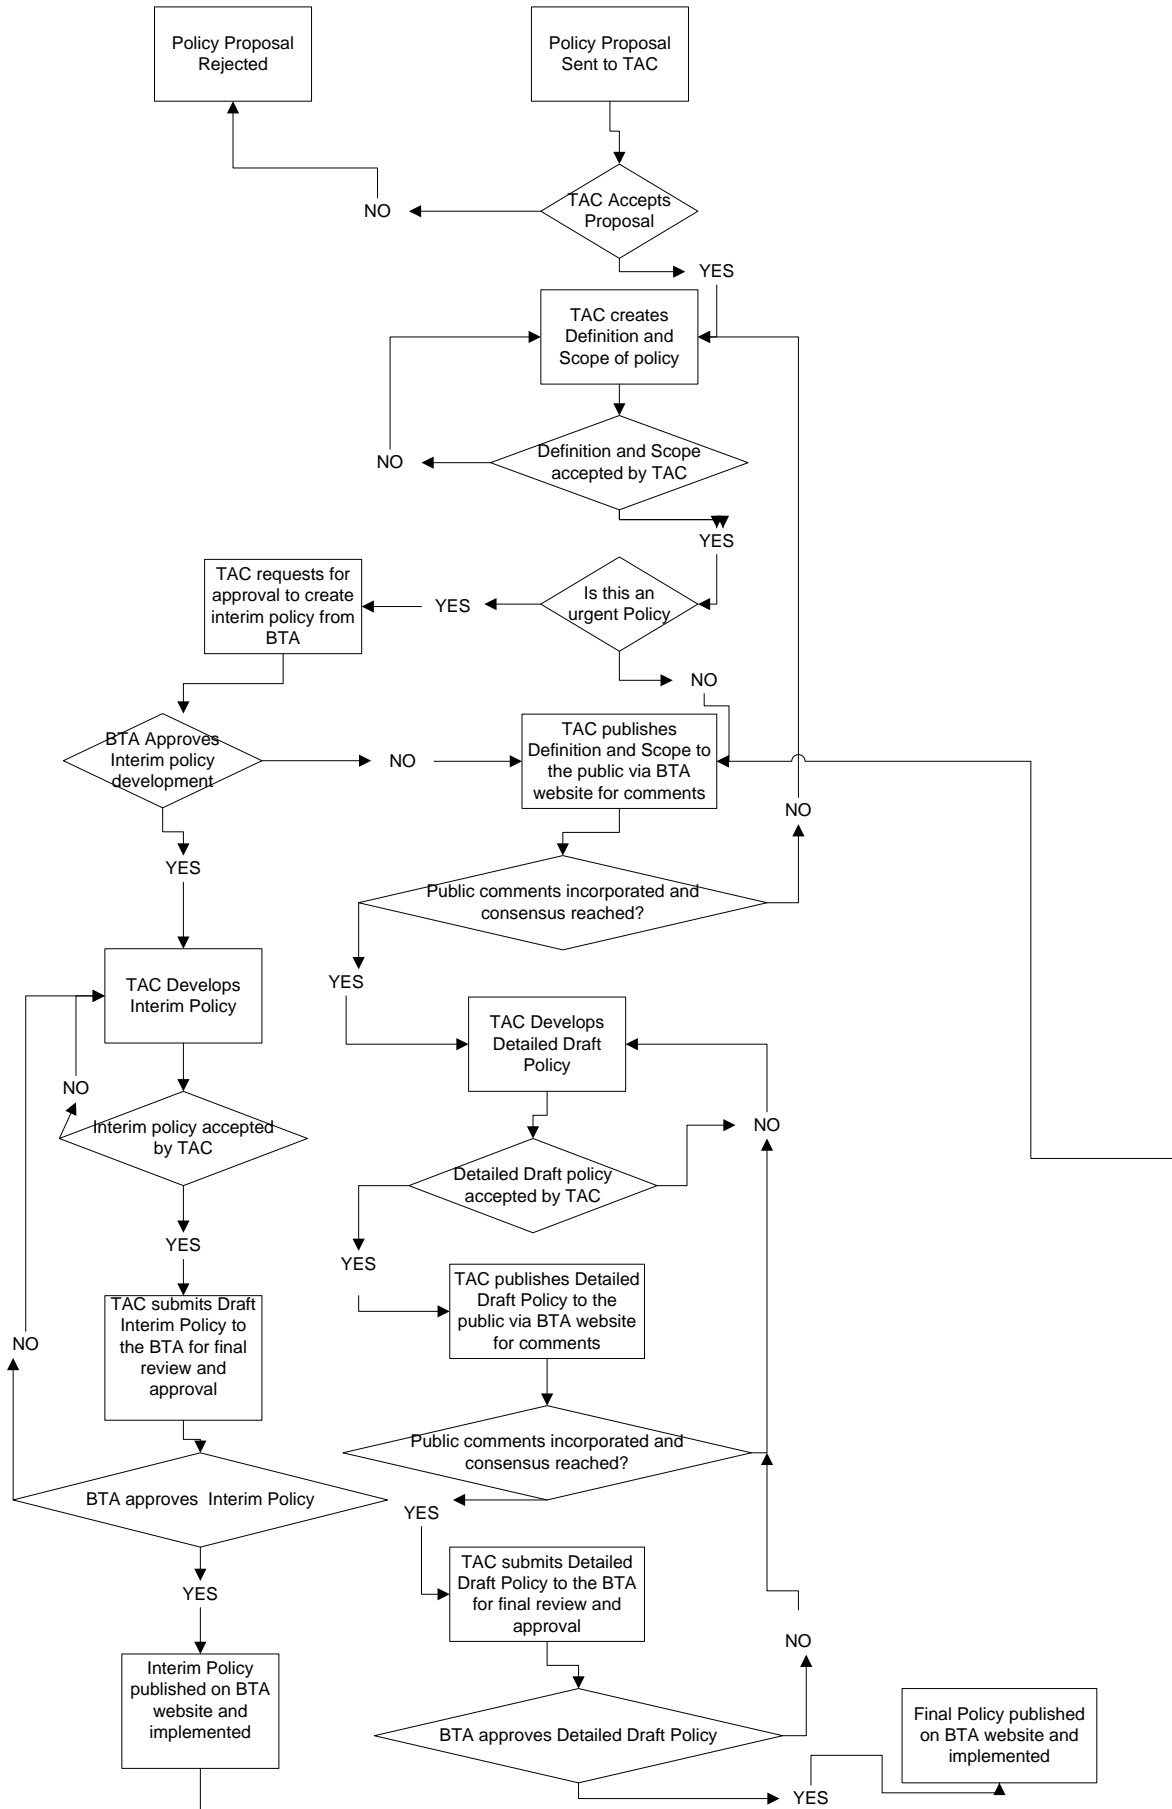 Policy Proposal
Rejected
Policy Proposal
Sent to TAC
TAC Accepts
Proposal
NO
YES
TAC creates
Definition and
Scope of policy
Definition and Scope
accepted by TAC
NO
YES
TAC requests for
approval to create
interim policy from
BTA
YES
Is this an
urgent Policy
NO
BTA Approves
Interim policy
development
NO
TAC publishes
Definition and Scope to
the public via BTA
website for comments
NO
YES
Public comments incorporated and
consensus reached?
YES
TAC Develops
Interim Policy
TAC Develops
Detailed Draft
Policy
NO
Interim policy accepted
by TAC
NO
Detailed Draft policy
accepted by TAC
YES
YES
TAC publishes Detailed
Draft Policy to the
public via BTA website
for comments
TAC submits Draft
Interim Policy to
the BTA for final
review and
approval
NO
Public comments incorporated and
consensus reached?
BTA approves  Interim Policy
YES
TAC submits Detailed
Draft Policy to the BTA
for final review and
approval
YES
NO
Interim Policy
published on BTA
website and
implemented
BTA approves Detailed Draft Policy
Final Policy published
on BTA website and
implemented
YES